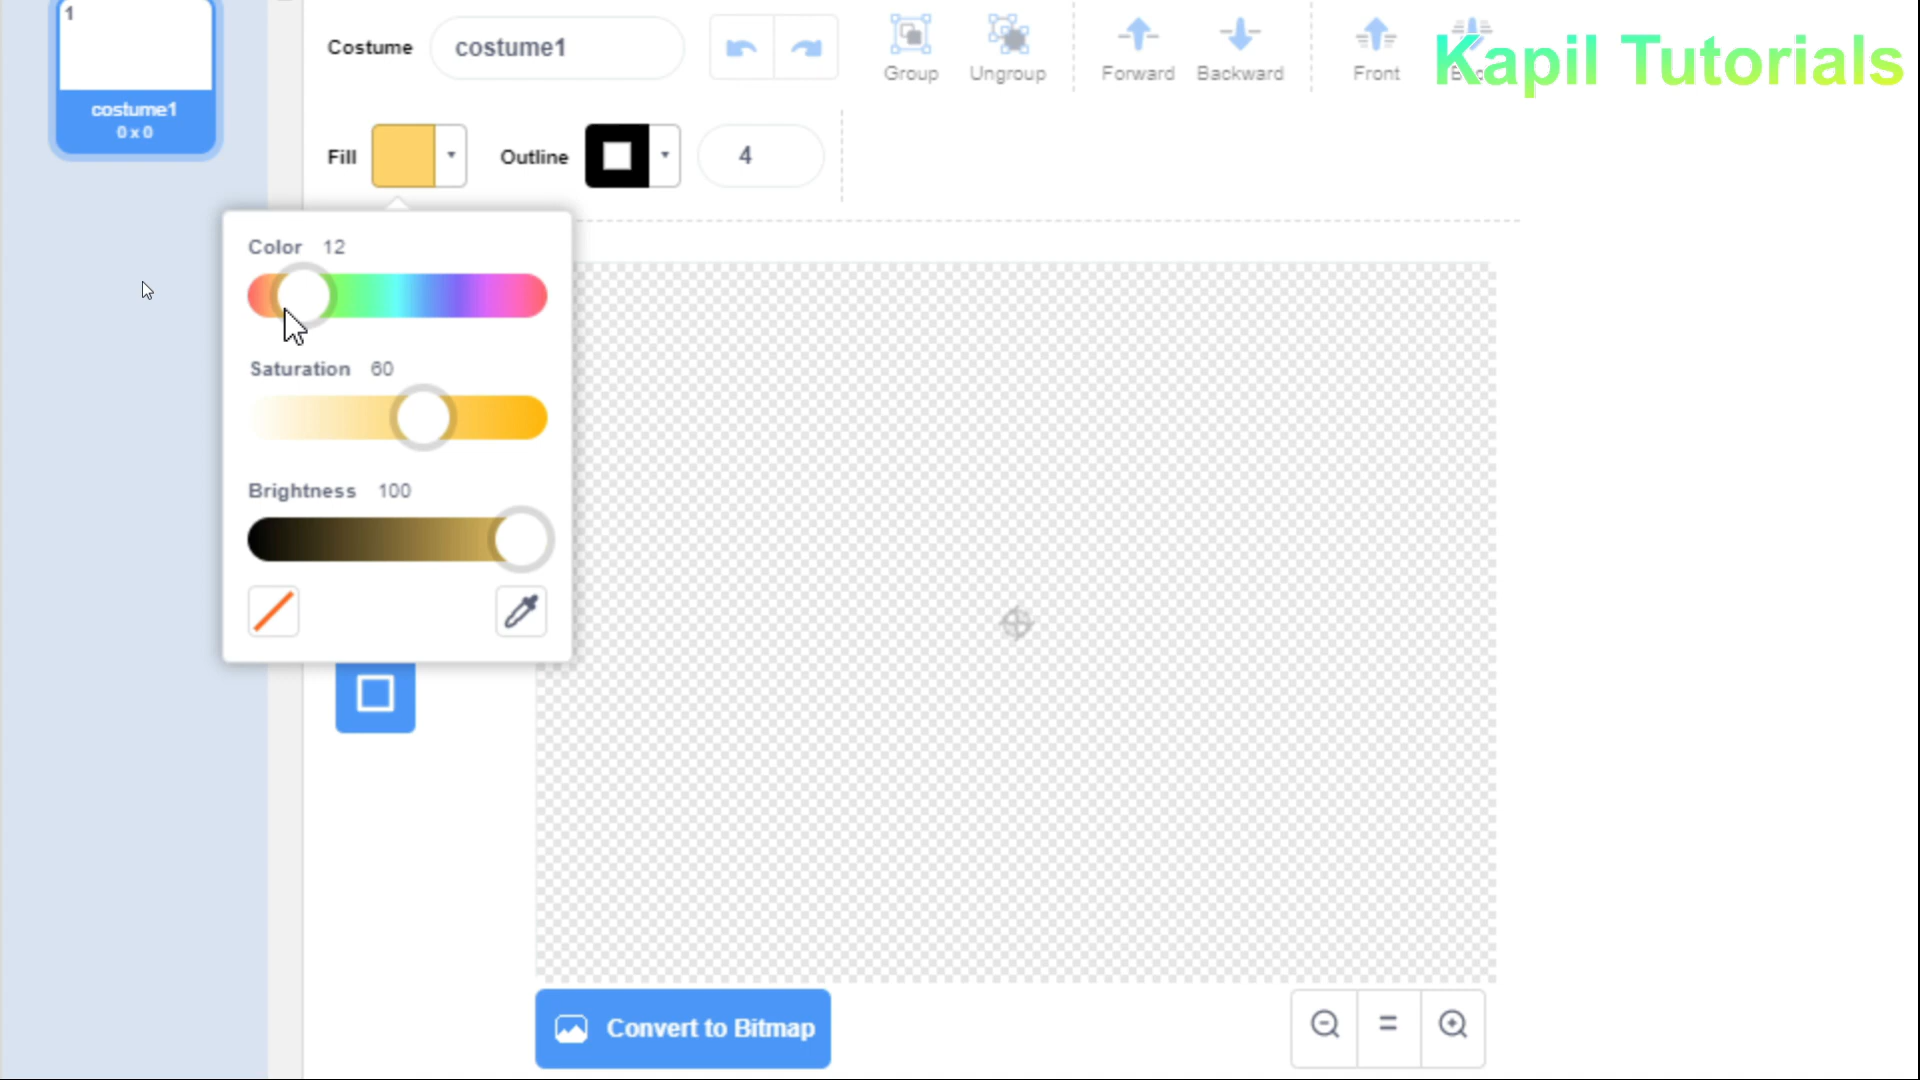 1
costume1
0 x 0
Costume
costume1
Group
Ungroup
Forward
Backward
Front
Kapil Tutorials
Fill
Outline
4
Color 12
Saturation 60
Brightness 100
Convert to Bitmap